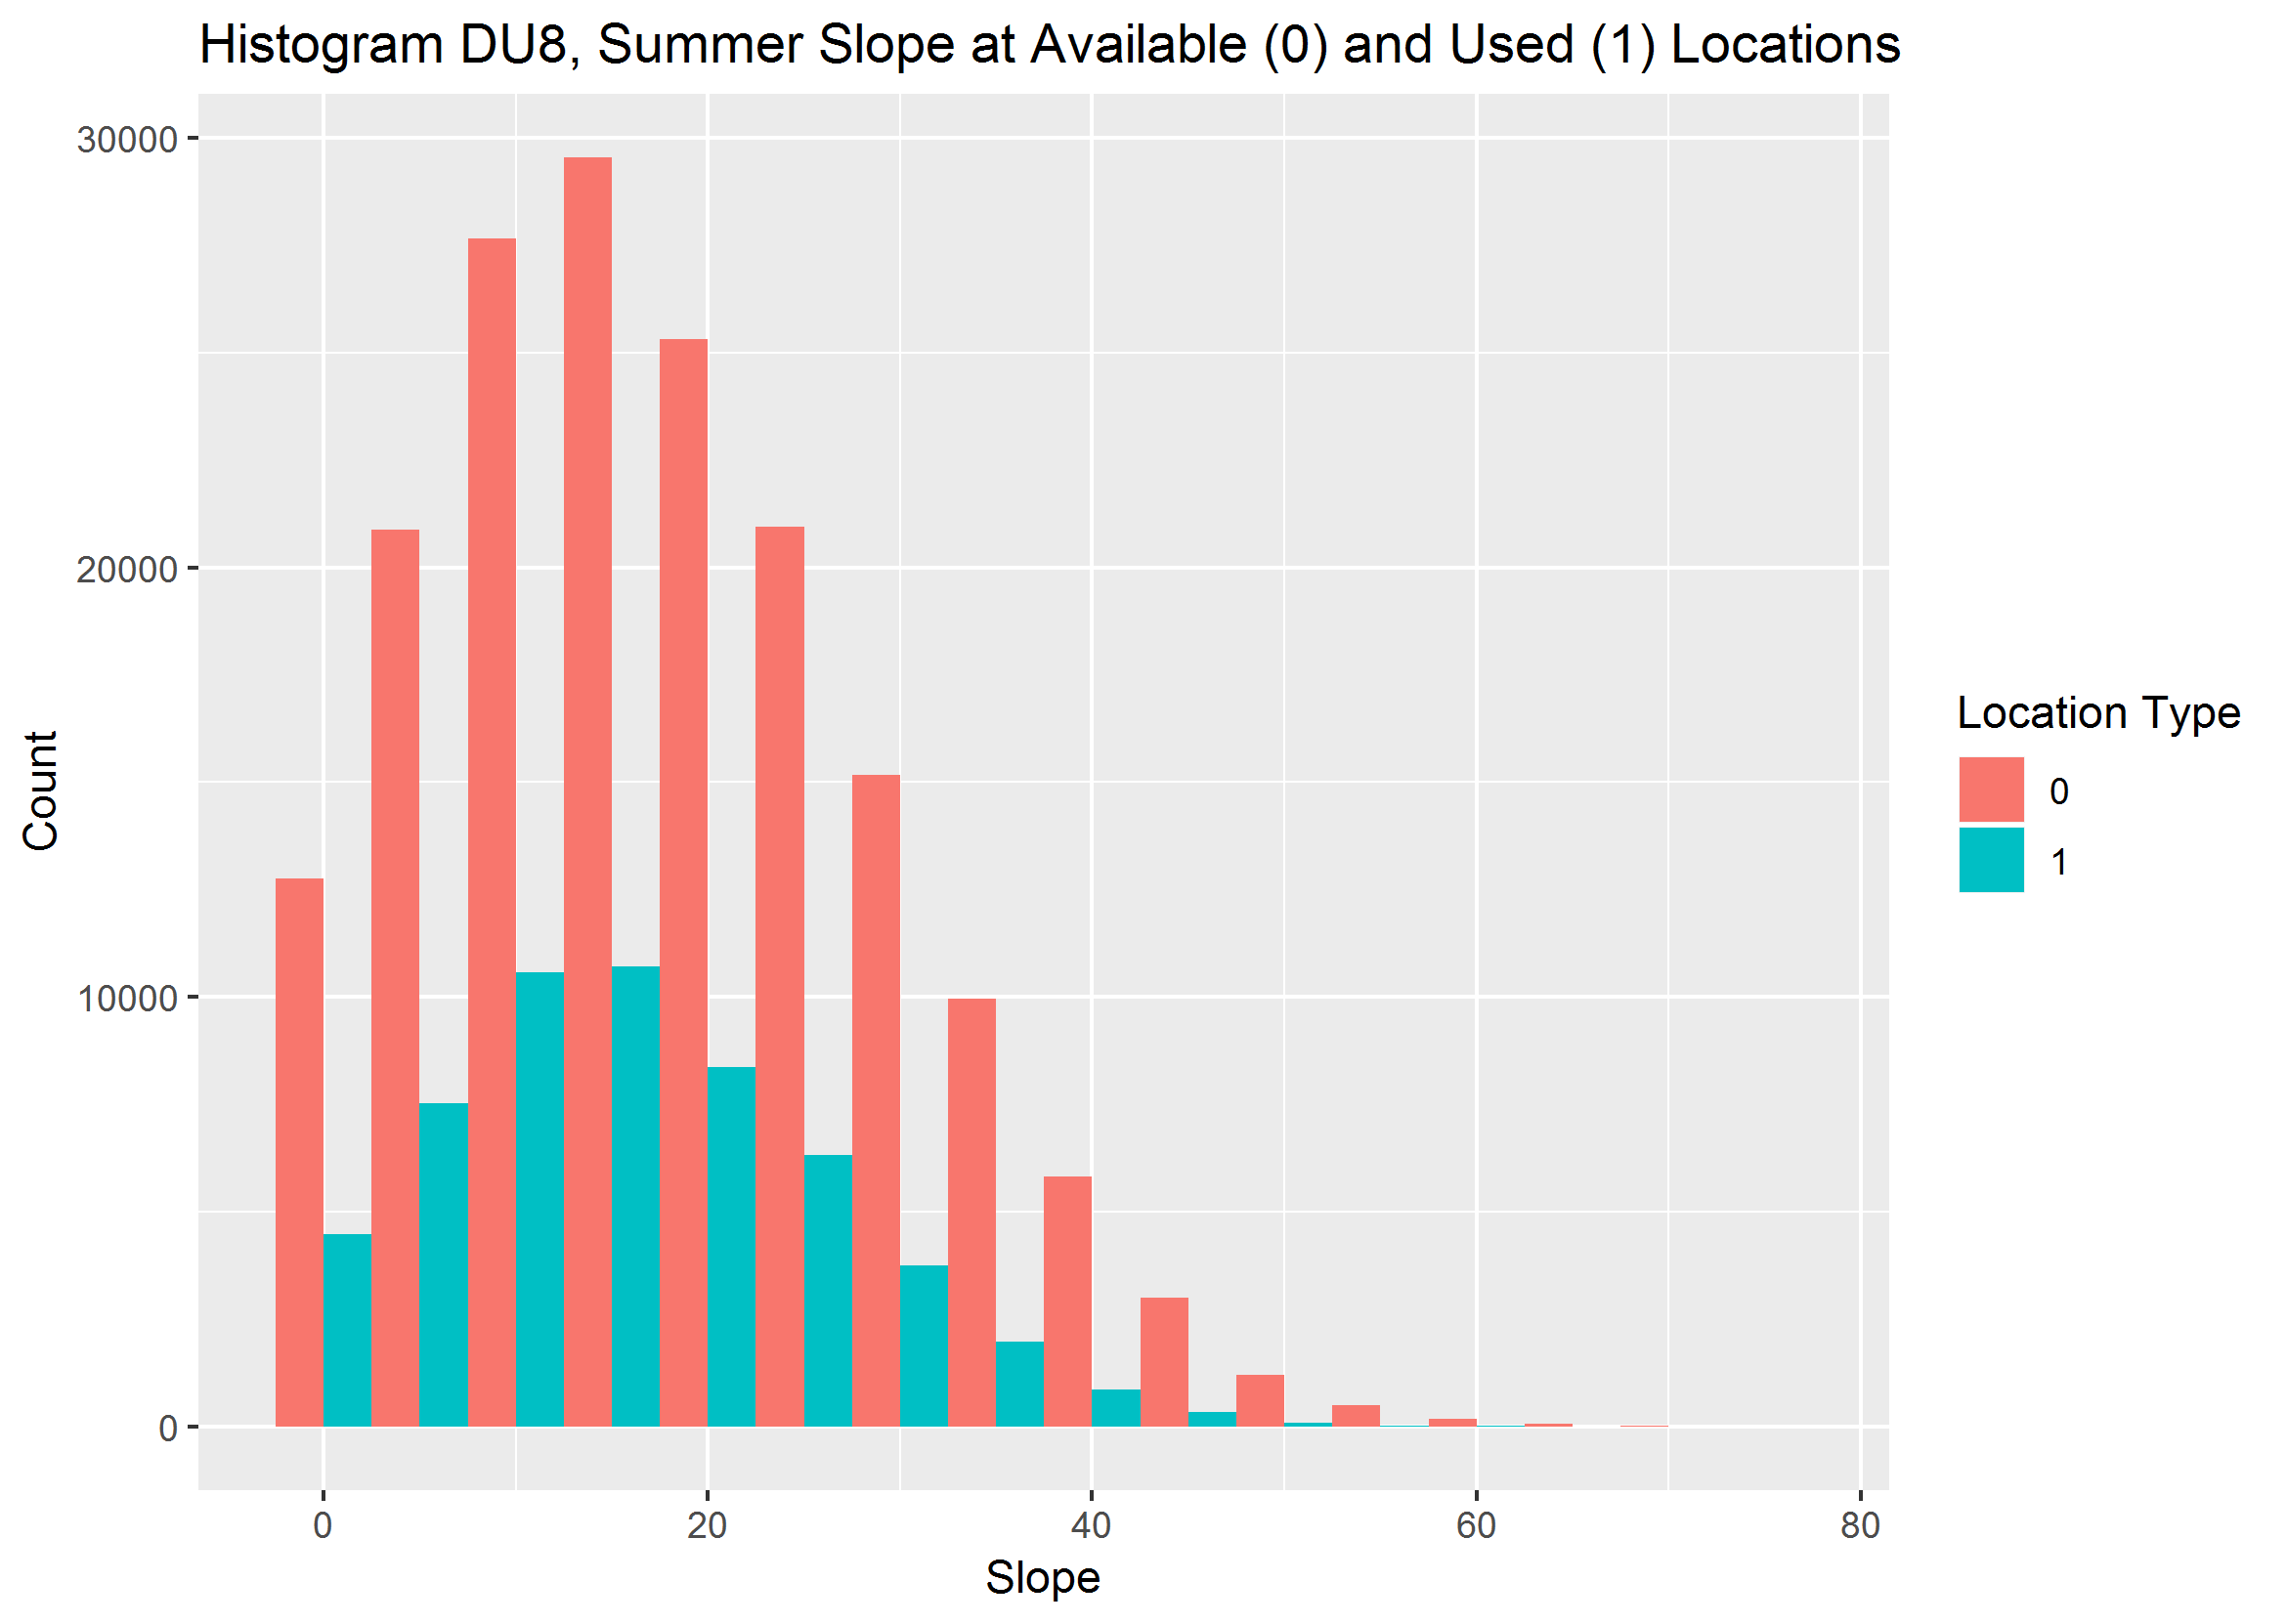 Histogram DU8, Summer Slope at Available (0) and Used (1) Locations
30000
20000
10000
0
Count
0
20
40
60
80
Slope
Location Type
0
1